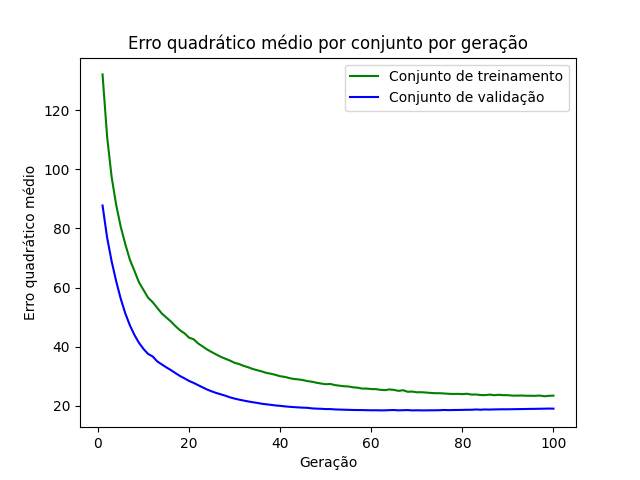 Erro quadrático médio por conjunto por geração
Conjunto de treinamento
Conjunto de validação
Erro quadrático médio
120
100
80
60
40
20
0 20 40 60 80 100
Geração